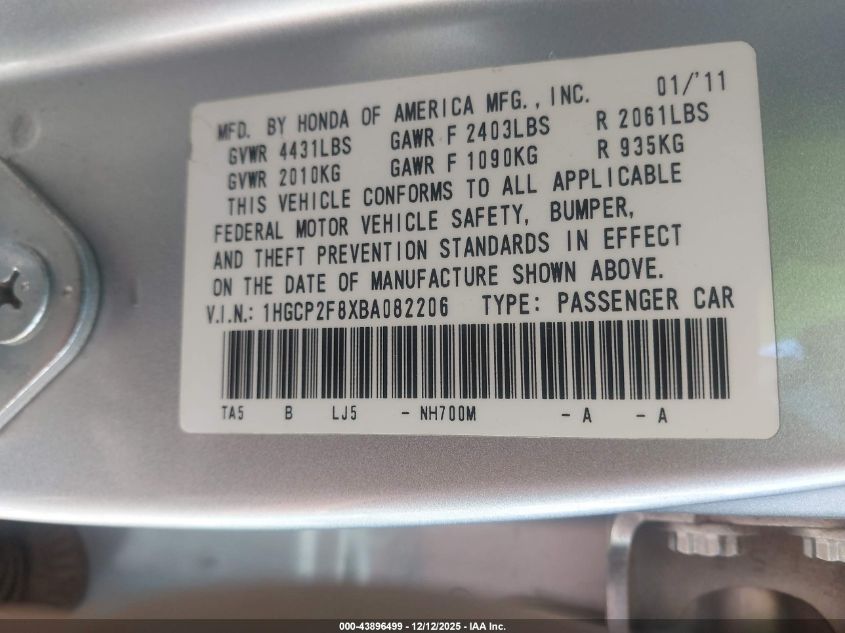 MFD. BY HONDA OF AMERICA MFG., INC. 01/'11
GVWR 4431LBS GAWR F 2403LBS R 2061LBS
GVWR 2010KG GAWR F 1090KG R 935KG
THIS VEHICLE CONFORMS TO ALL APPLICABLE
FEDERAL MOTOR VEHICLE SAFETY, BUMPER,
AND THEFT PREVENTION STANDARDS IN EFFECT
ON THE DATE OF MANUFACTURE SHOWN ABOVE.
V.I.N.: 1HGCP2F8XBA082206 TYPE: PASSENGER CAR
TA5 B LJ5 - NH700M - A - A
000-43896499 - 12/12/2025 - IAA Inc.